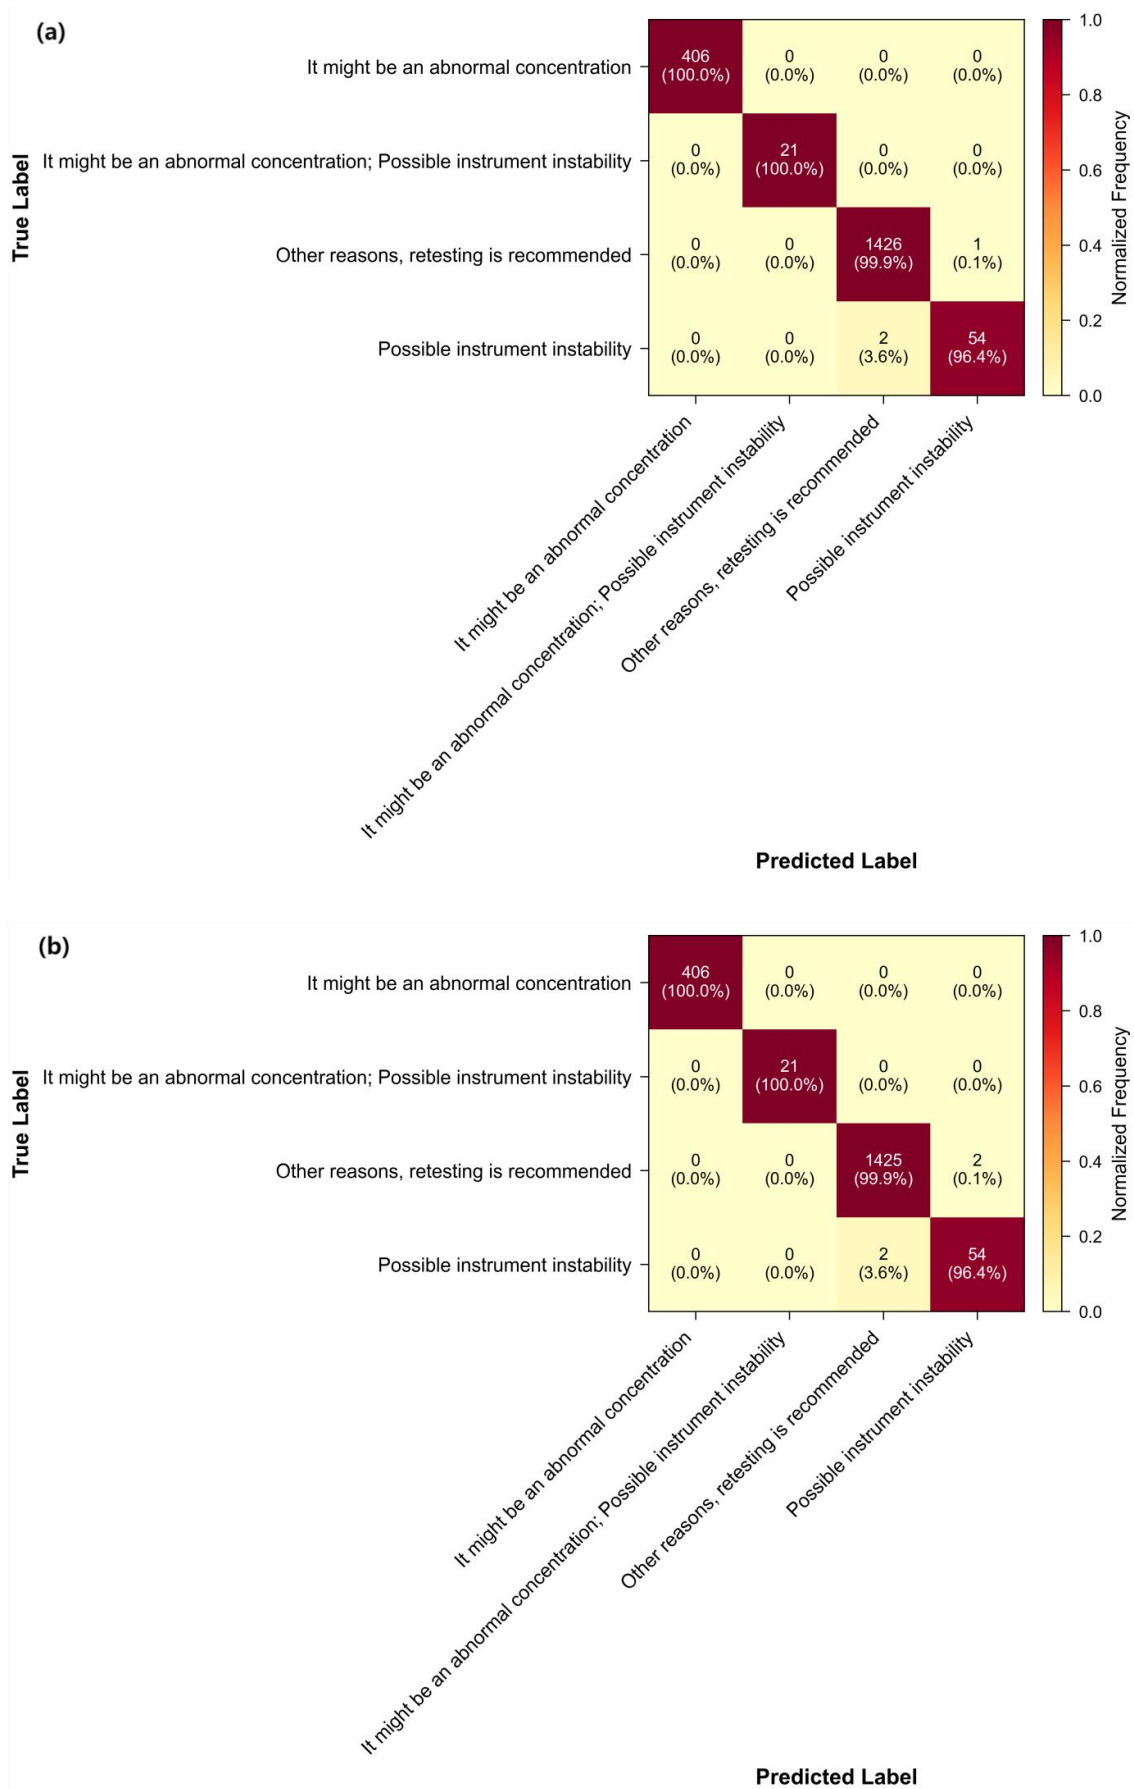 (a)
True Label
It might be an abnormal concentration
It might be an abnormal concentration; Possible instrument instability
Other reasons, retesting is recommended
Possible instrument instability
406 0 0 0
(100.0%) (0.0%) (0.0%) (0.0%)
0 21 0 0
(0.0%) (100.0%) (0.0%) (0.0%)
0 0 1426 1
(0.0%) (0.0%) (99.9%) (0.1%)
0 0 2 54
(0.0%) (0.0%) (3.6%) (96.4%)
1.0
0.8
0.6
0.4
0.2
0.0
Normalized Frequency
It might be an abnormal concentration
It might be an abnormal concentration; Possible instrument instability
Other reasons, retesting is recommended
Possible instrument instability
Predicted Label
(b)
True Label
It might be an abnormal concentration
It might be an abnormal concentration; Possible instrument instability
Other reasons, retesting is recommended
Possible instrument instability
406 0 0 0
(100.0%) (0.0%) (0.0%) (0.0%)
0 21 0 0
(0.0%) (100.0%) (0.0%) (0.0%)
0 0 1425 2
(0.0%) (0.0%) (99.9%) (0.1%)
0 0 2 54
(0.0%) (0.0%) (3.6%) (96.4%)
1.0
0.8
0.6
0.4
0.2
0.0
Normalized Frequency
It might be an abnormal concentration
It might be an abnormal concentration; Possible instrument instability
Other reasons, retesting is recommended
Possible instrument instability
Predicted Label